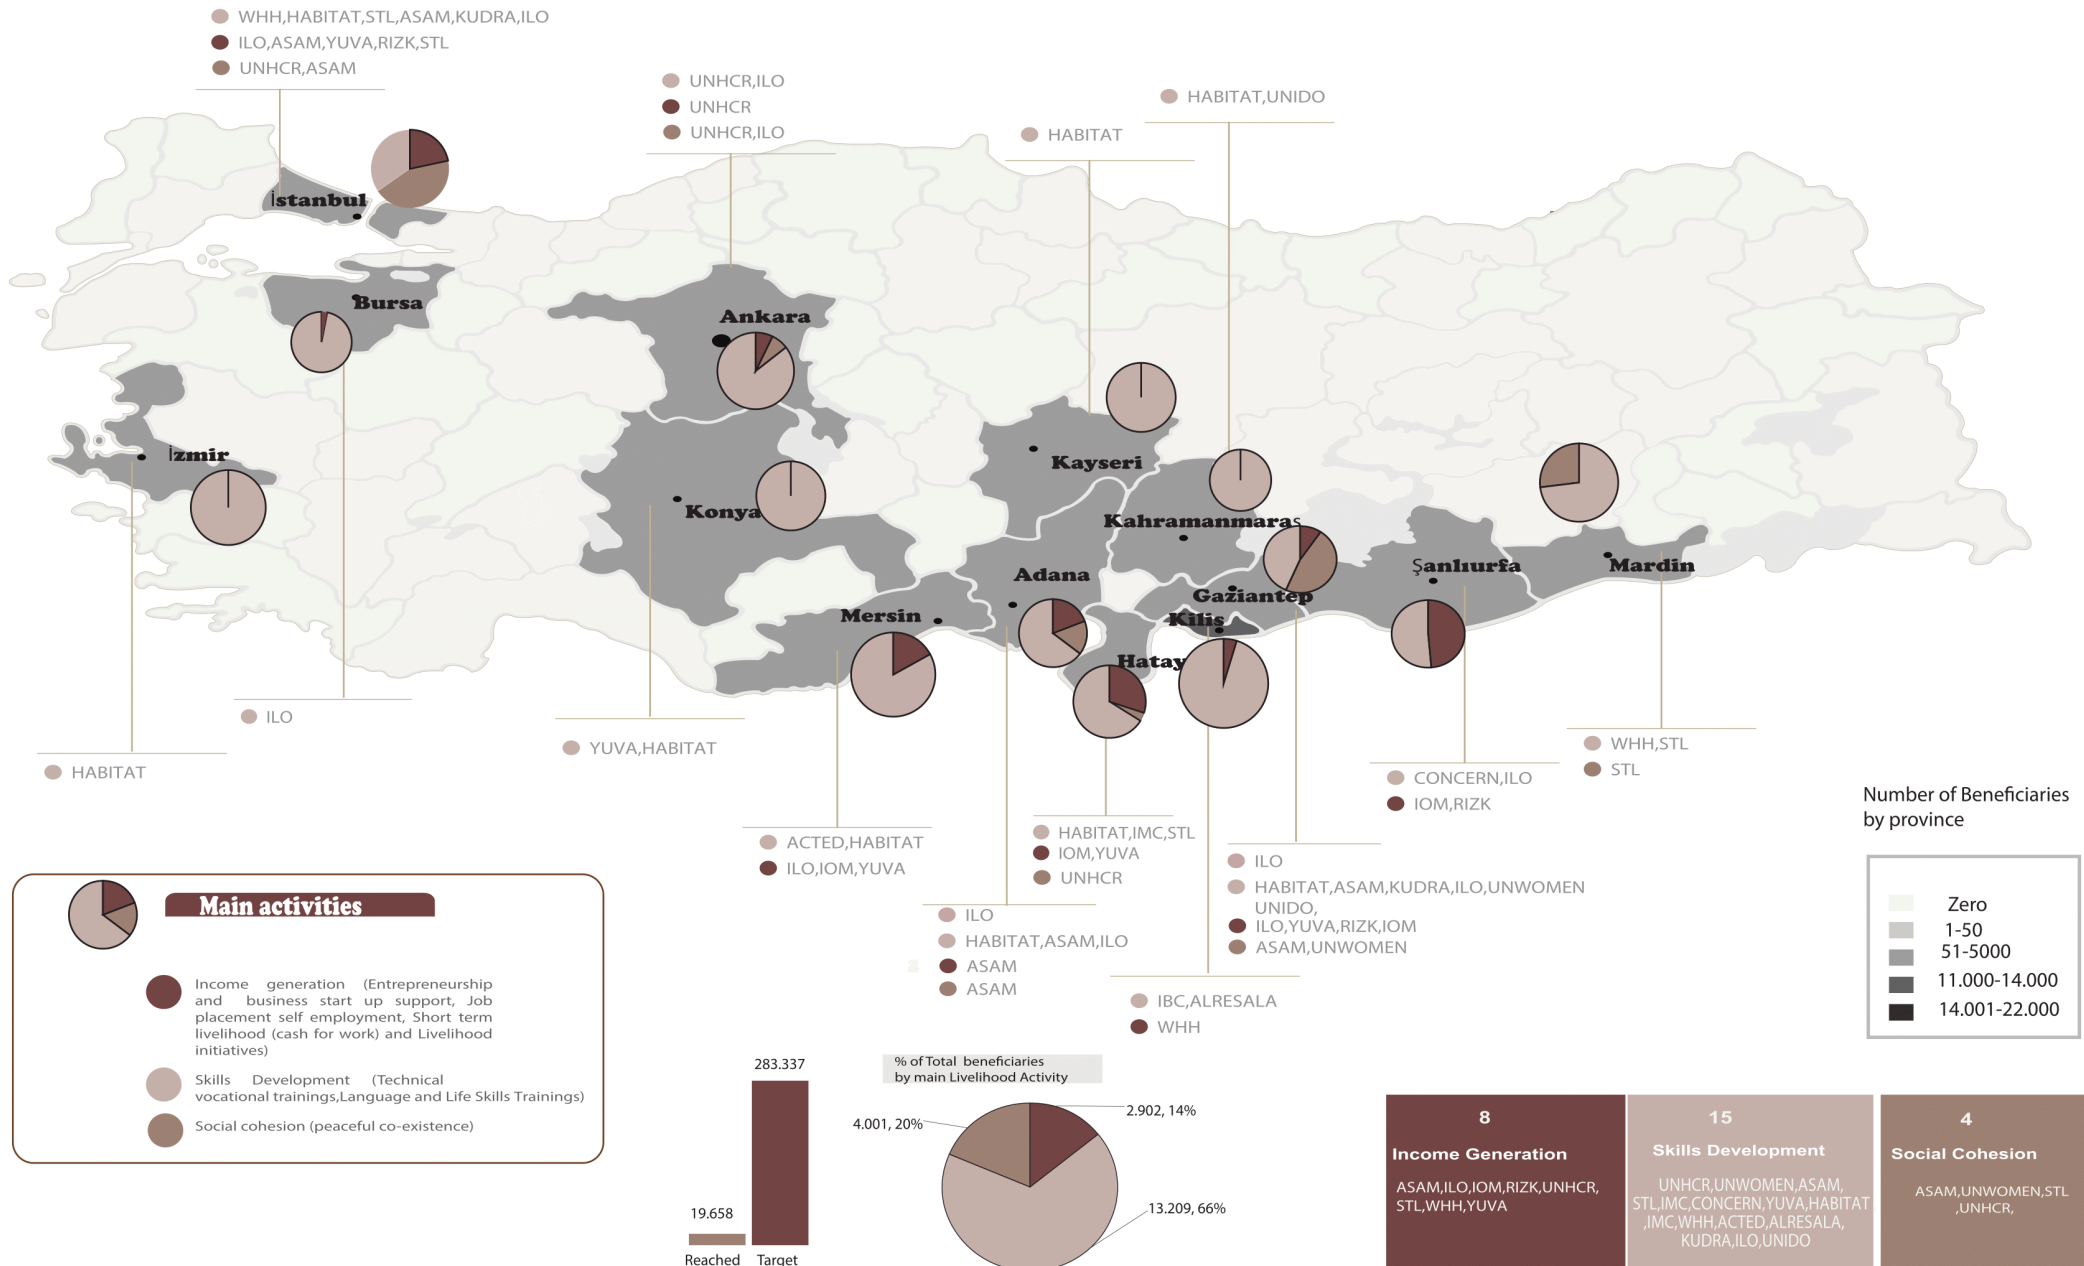 WHH,HABITAT,STL,ASAM,KUDRA,ILO
ILO,ASAM,YUVA,RIZK,STL
UNHCR,ASAM
UNHCR,ILO
UNHCR
UNHCR,ILO
HABITAT
HABITAT,UNIDO
İstanbul
Bursa
Ankara
İzmir
Konya
Kayseri
Kahramanmaraş
Adana
Mersin
Gaziantep
Kilis
Hatay
Şanlıurfa
Mardin
ILO
HABITAT
YUVA,HABITAT
ACTED,HABITAT
ILO,IOM,YUVA
HABITAT,IMC,STL
IOM,YUVA
UNHCR
ILO
HABITAT,ASAM,ILO
ASAM
ASAM
ILO
HABITAT,ASAM,KUDRA,ILO,UNWOMEN
UNIDO,
ILO,YUVA,RIZK,IOM
ASAM,UNWOMEN
IBC,ALRESALA
WHH
CONCERN,ILO
IOM,RIZK
WHH,STL
STL
Number of Beneficiaries
by province
Zero
1-50
51-5000
11.000-14.000
14.001-22.000
Main activities
Income generation (Entrepreneurship
and business start up support, Job
placement self employment, Short term
livelihood (cash for work) and Livelihood
initiatives)
Skills Development (Technical
vocational trainings,Language and Life Skills Trainings)
Social cohesion (peaceful co-existence)
283.337
19.658
Reached
Target
% of Total beneficiaries
by main Livelihood Activity
2.902, 14%
4.001, 20%
13.209, 66%
8
Income Generation
ASAM,ILO,IOM,RIZK,UNHCR,
STL,WHH,YUVA
15
Skills Development
UNHCR,UNWOMEN,ASAM,
STL,IMC,CONCERN,YUVA,HABITAT
,IMC,WHH,ACTED,ALRESALA,
KUDRA,ILO,UNIDO
4
Social Cohesion
ASAM,UNWOMEN,STL
,UNHCR,